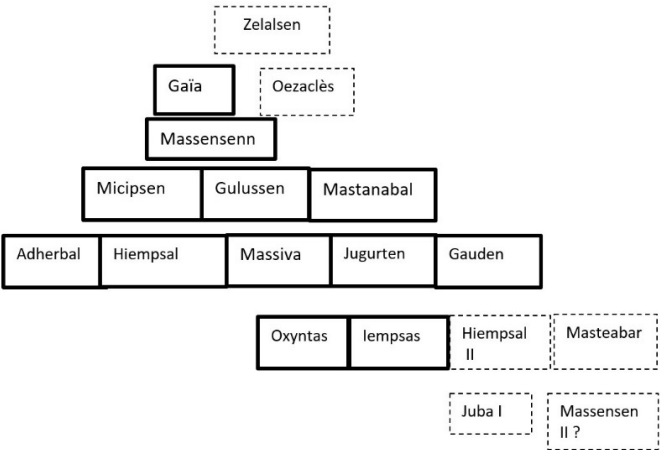 Zelalsen
Gaïa
Oezaclès
Massensenn
Micipsen
Gulussen
Mastanabal
Adherbal
Hiempsal
Massiva
Jugurten
Gauden
Oxyntas
Iempsas
Hiempsal
II
Masteabar
Juba I
Massensen
II ?